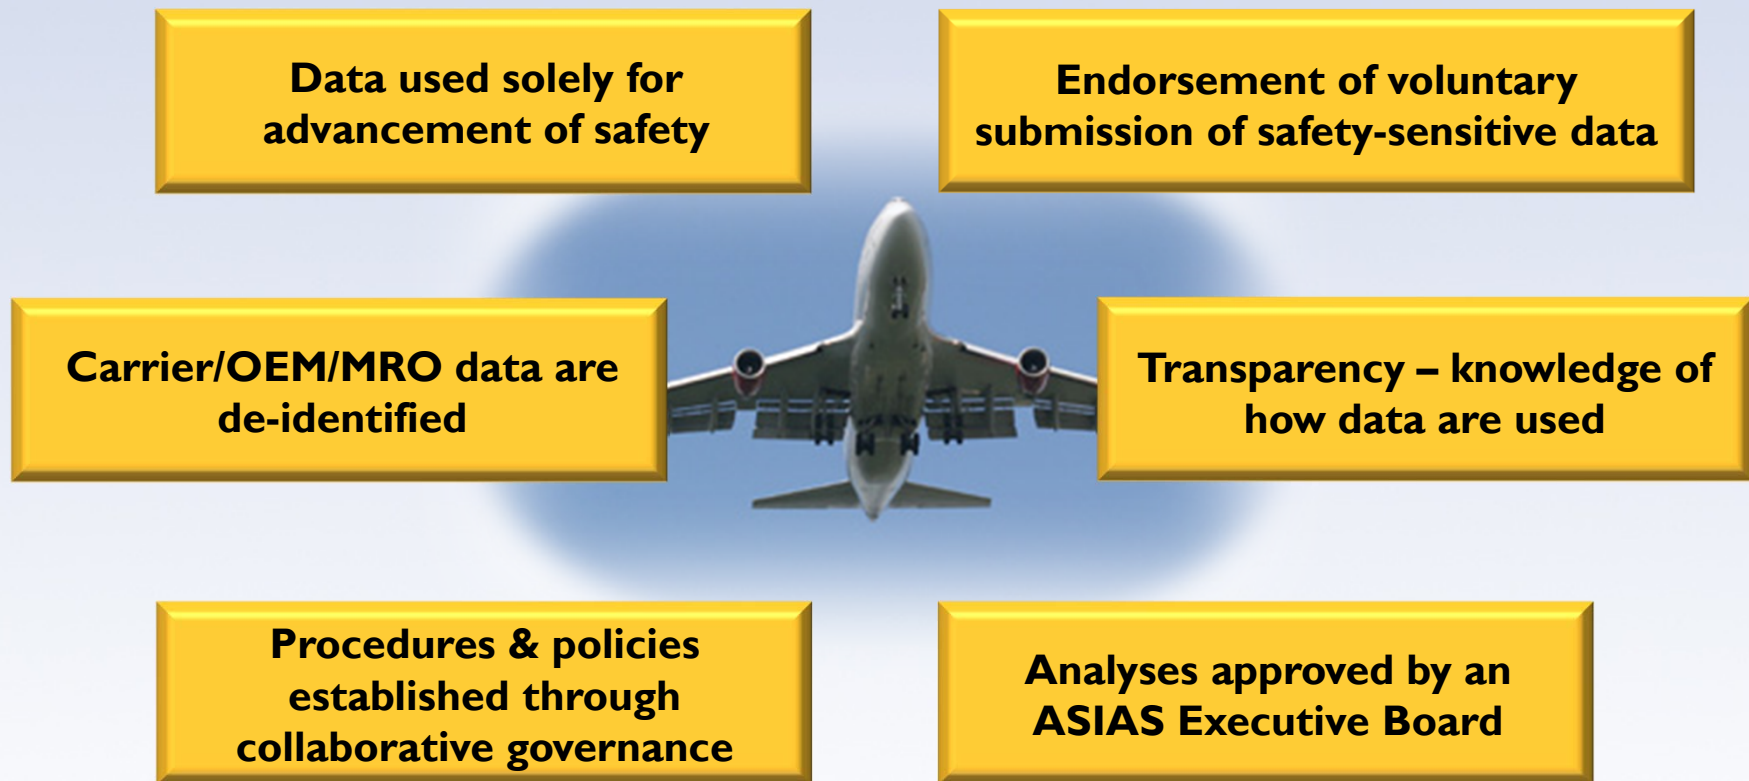 Data used solely for
advancement of safety
Endorsement of voluntary
submission of safety-sensitive data
Carrier/OEM/MRO data are
de-identified
Transparency – knowledge of
how data are used
Procedures & policies
established through
collaborative governance
Analyses approved by an
ASIAS Executive Board